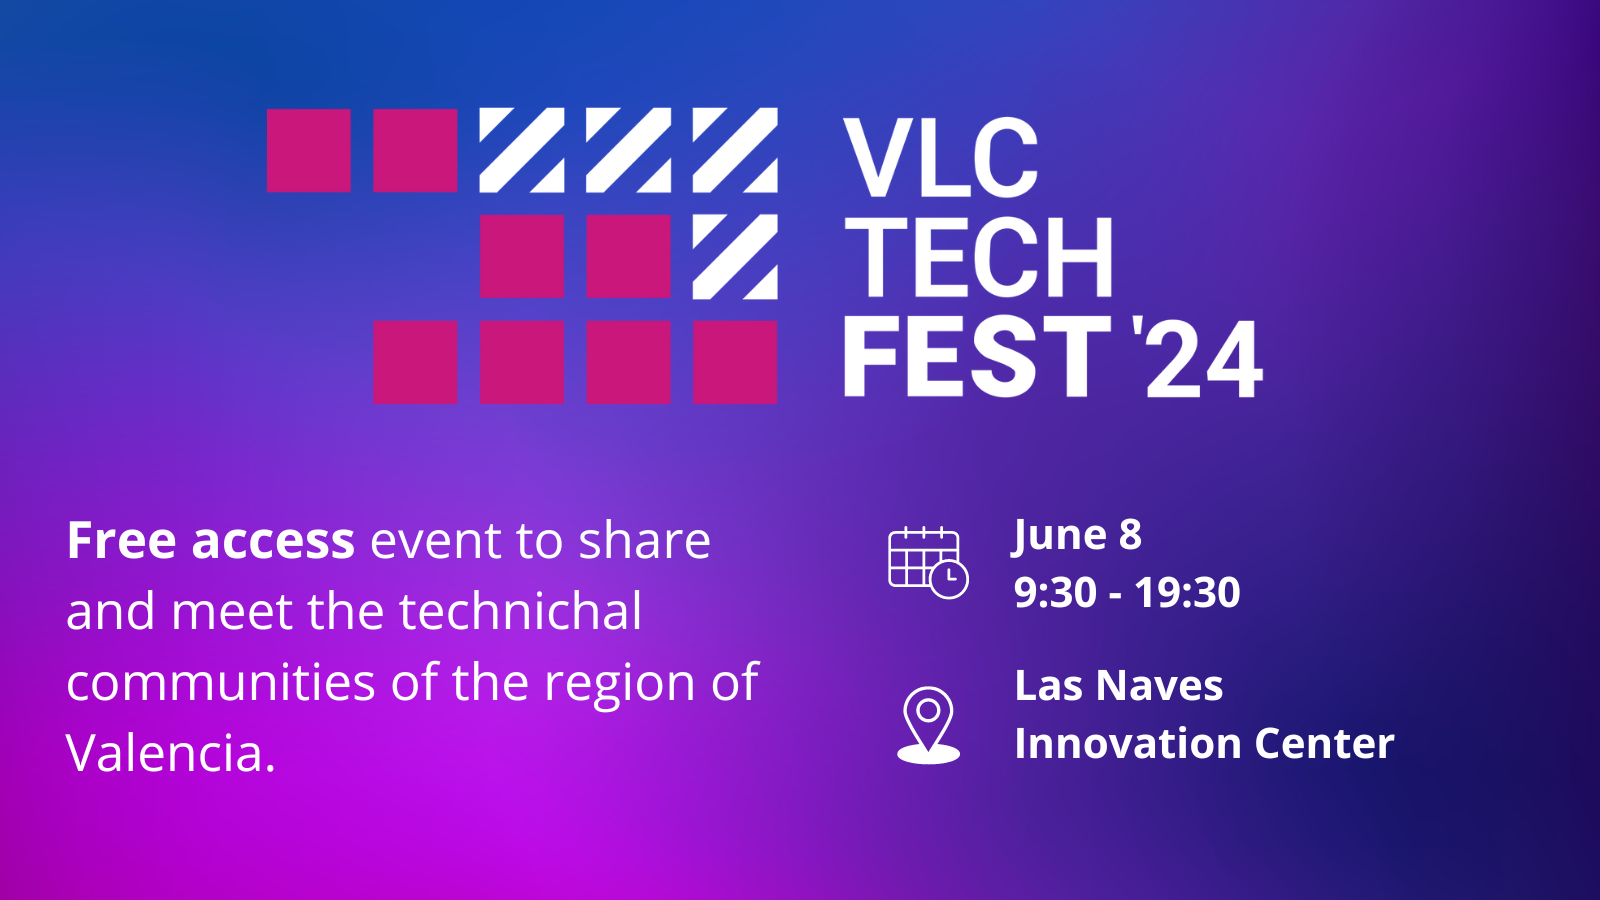 VLC
TECH
FEST '24
Free access event to share
and meet the technichal
communities of the region of
Valencia.
June 8
9:30 - 19:30
Las Naves
Innovation Center